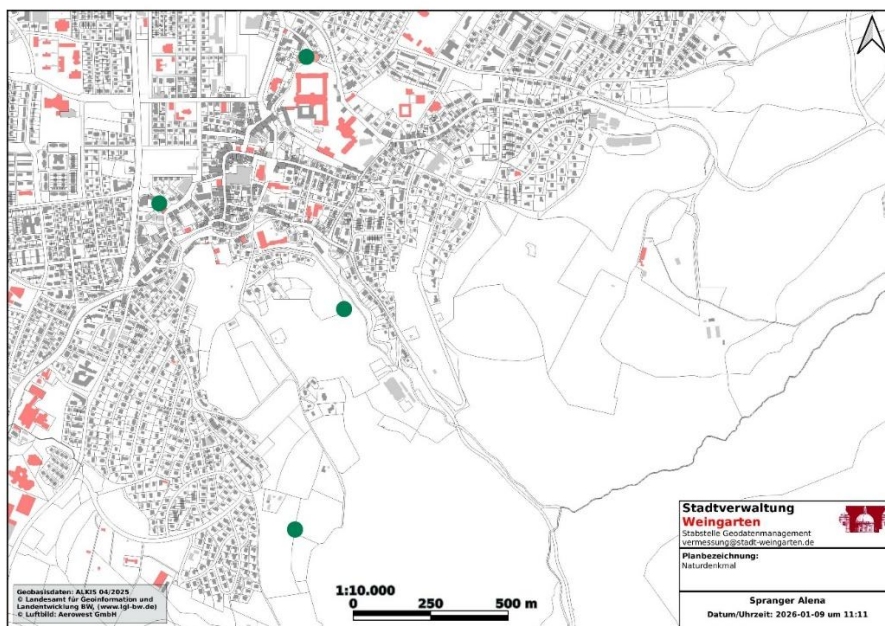 Stadtverwaltung
Weingarten
Stabstelle Geodatenmanagement
vermessung@stadt-weingarten.de
Planbezeichnung:
Naturdenkmal
Spranger Alena
Datum/Uhrzeit: 2026-01-09 um 11:11
Geobasisdaten: ALKIS 04/2025
© Landesamt für Geoinformation und
Landentwicklung BW, (www.lgl-bw.de)
© Luftbild: Aerowest GmbH
1:10.000
0 250 500 m